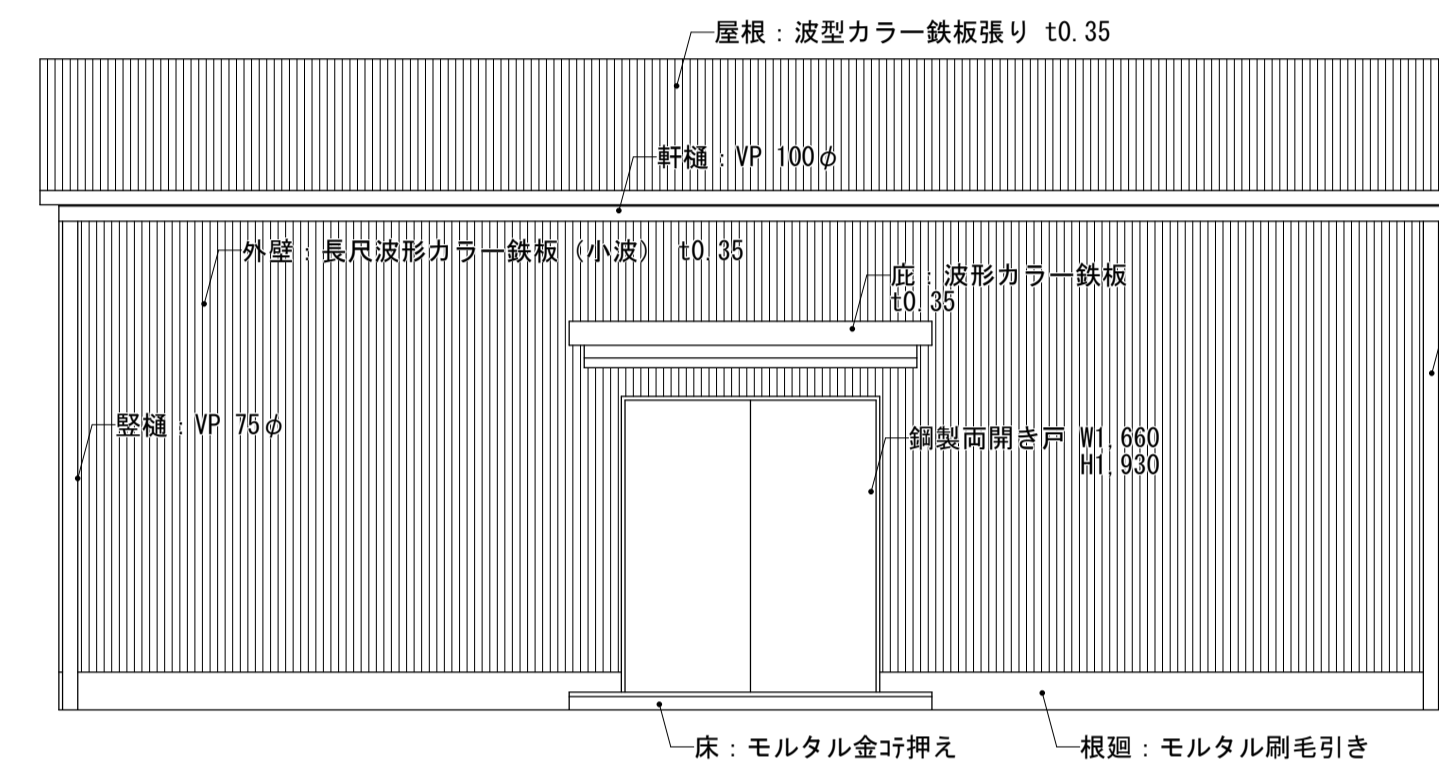 屋根：波型カラー鉄板張り t0.35
軒樋：VP 100φ
外壁：長尺波形カラー鉄板（小波） t0.35
庇：波形カラー鉄板
t0.35
竪樋：VP 75φ
鋼製両開き戸 W1,660
H1,930
床：モルタル金ｺﾃ押え
根廻：モルタル刷毛引き